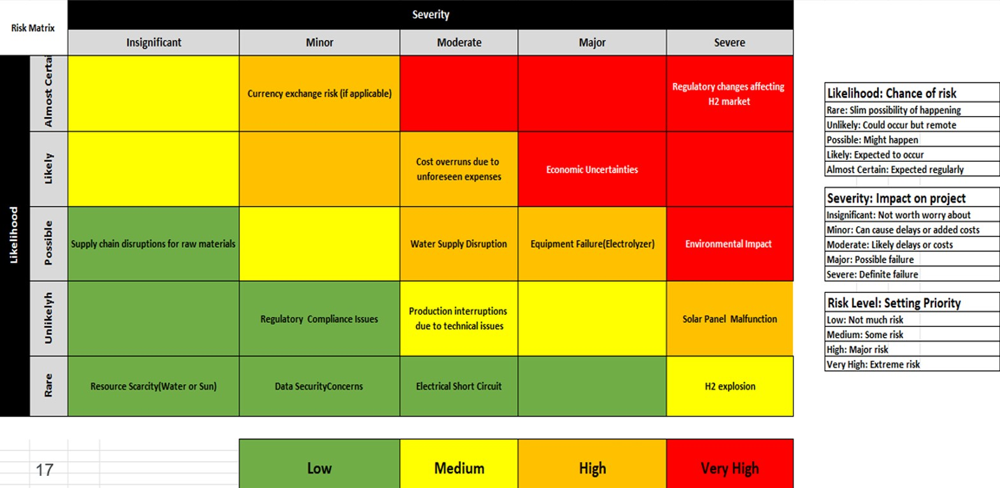 Risk Matrix
Severity
Insignificant
Minor
Moderate
Major
Severe
Likelihood
Almost Certai
Currency exchange risk (if applicable)
Regulatory changes affecting
H2 market
Likely
Cost overruns due to
unforeseen expenses
Economic Uncertainties
Possible
Supply chain disruptions for raw materials
Water Supply Disruption
Equipment Failure(Electrolyzer)
Environmental Impact
Unlikelyh
Regulatory  Compliance Issues
Production interruptions
due to technical issues
Solar Panel  Malfunction
Rare
Resource Scarcity(Water or Sun)
Data SecurityConcerns
Electrical Short Circuit
H2 explosion
Low
Medium
High
Very High
17
Likelihood: Chance of risk
Rare: Slim possibility of happening
Unlikely: Could occur but remote
Possible: Might happen
Likely: Expected to occur
Almost Certain: Expected regularly
Severity: Impact on project
Insignificant: Not worth worry about
Minor: Can cause delays or added costs
Moderate: Likely delays or costs
Major: Possible failure
Severe: Definite failure
Risk Level: Setting Priority
Low: Not much risk
Medium: Some risk
High: Major risk
Very High: Extreme risk